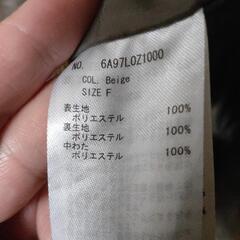 NO. 6A97L0Z1000
COL. Beige
SIZE F
表生地 100%
ポリエステル
裏生地 100%
ポリエステル
中わた 100%
ポリエステル